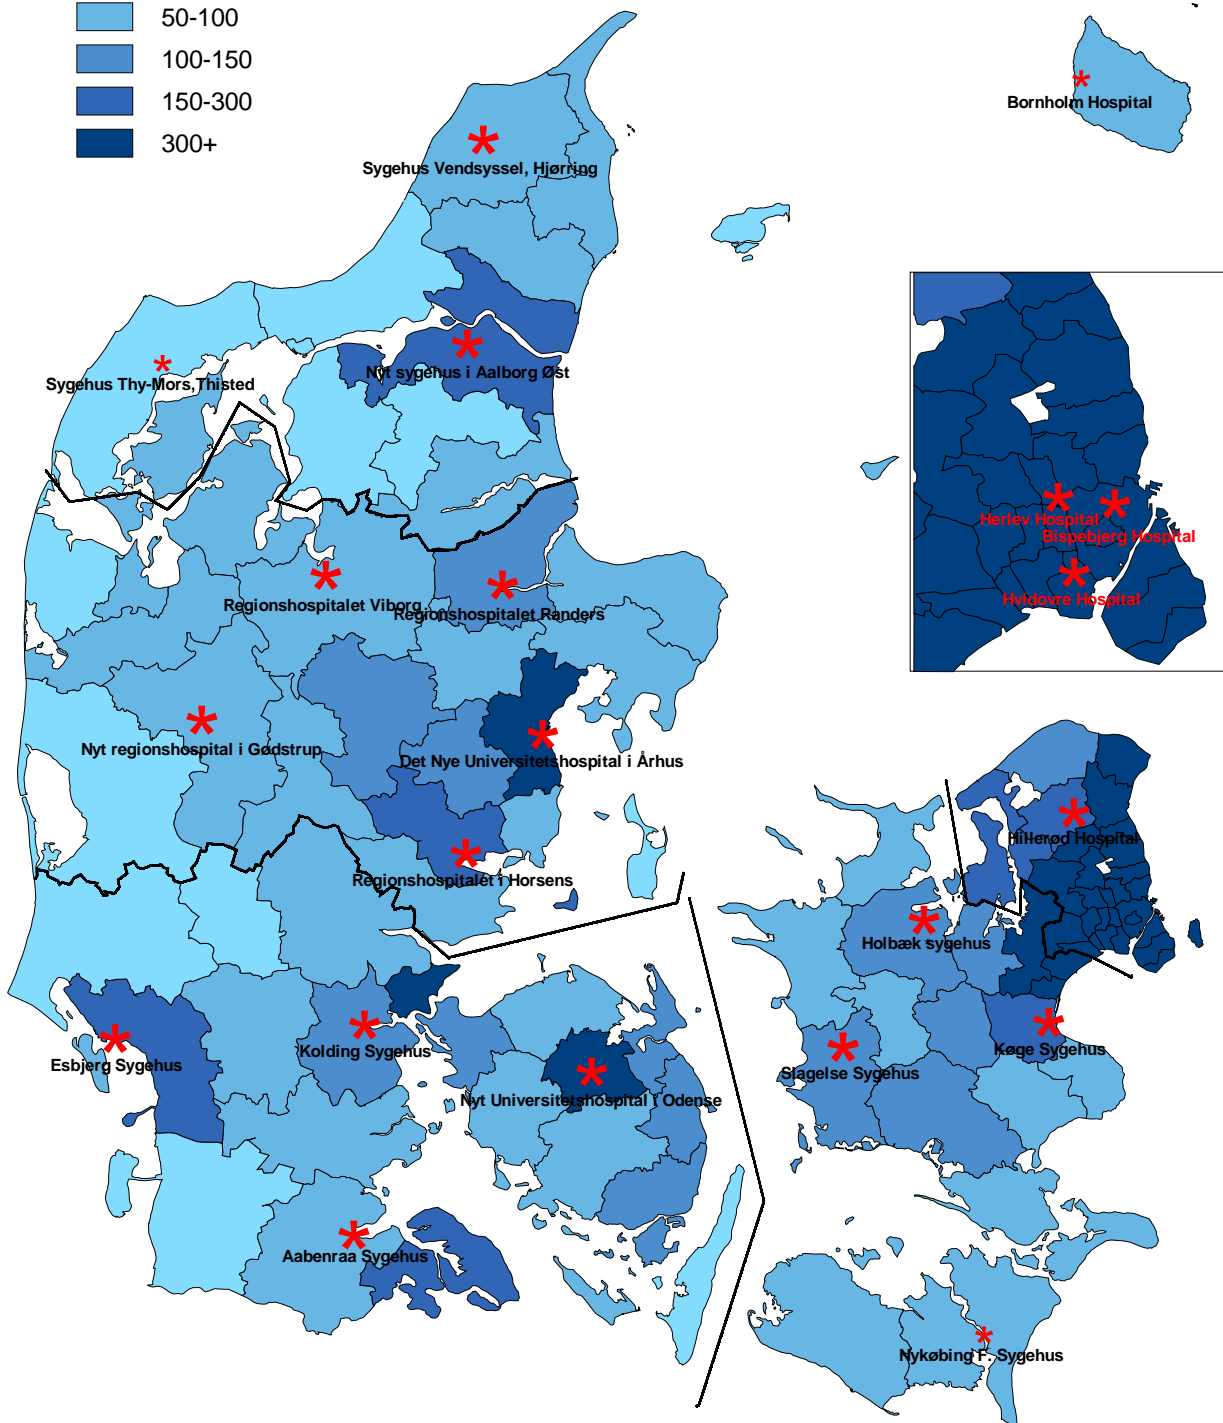 50-100
100-150
150-300
300+
Bornholm Hospital
Sygehus Vendsyssel, Hjørring
Nyt sygehus i Aalborg Øst
Sygehus Thy-Mors,Thisted
Herlev Hospital
Bispebjerg Hospital
Hvidovre Hospital
Regionshospitalet Viborg
Regionshospitalet Randers
Nyt regionshospital i Gødstrup
Det Nye Universitetshospital i Århus
Hillerød Hospital
Regionshospitalet i Horsens
Holbæk sygehus
Kolding Sygehus
Køge Sygehus
Esbjerg Sygehus
Slagelse Sygehus
Nyt Universitetshospital i Odense
Aabenraa Sygehus
Nykøbing F. Sygehus